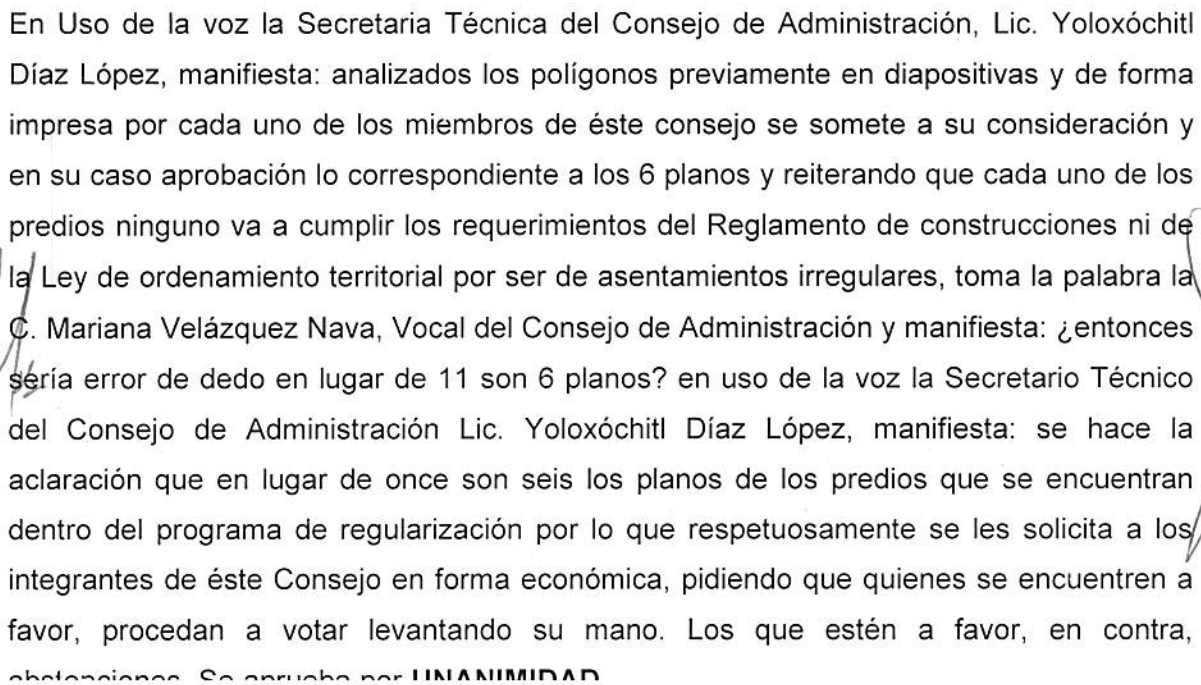 En Uso de la voz la Secretaria Técnica del Consejo de Administración, Lic. Yoloxóchitl
Díaz López, manifiesta: analizados los polígonos previamente en diapositivas y de forma
impresa por cada uno de los miembros de éste consejo se somete a su consideración y
en su caso aprobación lo correspondiente a los 6 planos y reiterando que cada uno de los
predios ninguno va a cumplir los requerimientos del Reglamento de construcciones ni de
la Ley de ordenamiento territorial por ser de asentamientos irregulares, toma la palabra la
C. Mariana Velázquez Nava, Vocal del Consejo de Administración y manifiesta: ¿entonces
sería error de dedo en lugar de 11 son 6 planos? en uso de la voz la Secretario Técnico
del Consejo de Administración Lic. Yoloxóchitl Díaz López, manifiesta: se hace la
aclaración que en lugar de once son seis los planos de los predios que se encuentran
dentro del programa de regularización por lo que respetuosamente se les solicita a los
integrantes de éste Consejo en forma económica, pidiendo que quienes se encuentren a
favor, procedan a votar levantando su mano. Los que estén a favor, en contra,
abstenciones. Se aprueba por UNANIMIDAD